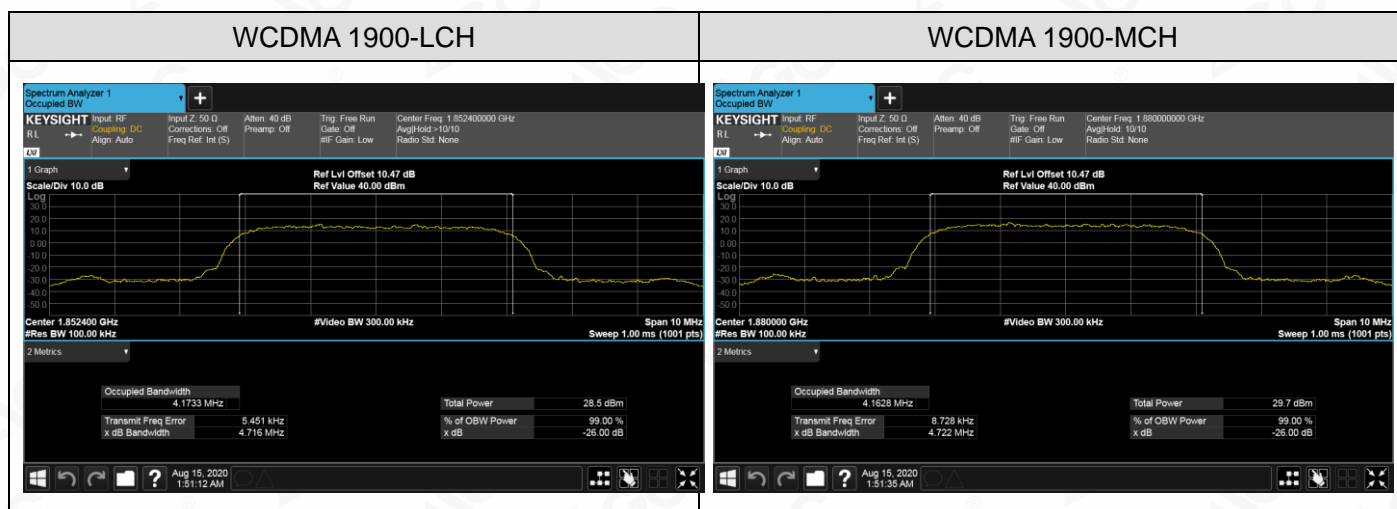 WCDMA 1900-LCH
Spectrum Analyzer 1
Occupied BW
+
KEYSIGHT
R L
LXI
Input: RF
Coupling: DC
Align: Auto
Input Z: 50 Ω
Corrections: Off
Freq Ref: Int (S)
Atten: 40 dB
Preamp: Off
Trig: Free Run
Gate: Off
#IF Gain: Low
Center Freq: 1.852400000 GHz
Avg|Hold:>10/10
Radio Std: None
1 Graph
Scale/Div 10.0 dB
Ref Lvl Offset 10.47 dB
Ref Value 40.00 dBm
Log
30.0
20.0
10.0
0.00
-10.0
-20.0
-30.0
-40.0
-50.0
Center 1.852400 GHz
#Res BW 100.00 kHz
#Video BW 300.00 kHz
Span 10 MHz
Sweep 1.00 ms (1001 pts)
2 Metrics
Occupied Bandwidth
4.1733 MHz
Transmit Freq Error 5.451 kHz
x dB Bandwidth 4.716 MHz
Total Power 28.5 dBm
% of OBW Power 99.00 %
x dB -26.00 dB
?
Aug 15, 2020
1:51:12 AM
WCDMA 1900-MCH
Spectrum Analyzer 1
Occupied BW
+
KEYSIGHT
R L
LXI
Input: RF
Coupling: DC
Align: Auto
Input Z: 50 Ω
Corrections: Off
Freq Ref: Int (S)
Atten: 40 dB
Preamp: Off
Trig: Free Run
Gate: Off
#IF Gain: Low
Center Freq: 1.880000000 GHz
Avg|Hold: 10/10
Radio Std: None
1 Graph
Scale/Div 10.0 dB
Ref Lvl Offset 10.47 dB
Ref Value 40.00 dBm
Log
30.0
20.0
10.0
0.00
-10.0
-20.0
-30.0
-40.0
-50.0
Center 1.880000 GHz
#Res BW 100.00 kHz
#Video BW 300.00 kHz
Span 10 MHz
Sweep 1.00 ms (1001 pts)
2 Metrics
Occupied Bandwidth
4.1628 MHz
Transmit Freq Error 8.728 kHz
x dB Bandwidth 4.722 MHz
Total Power 29.7 dBm
% of OBW Power 99.00 %
x dB -26.00 dB
?
Aug 15, 2020
1:51:35 AM